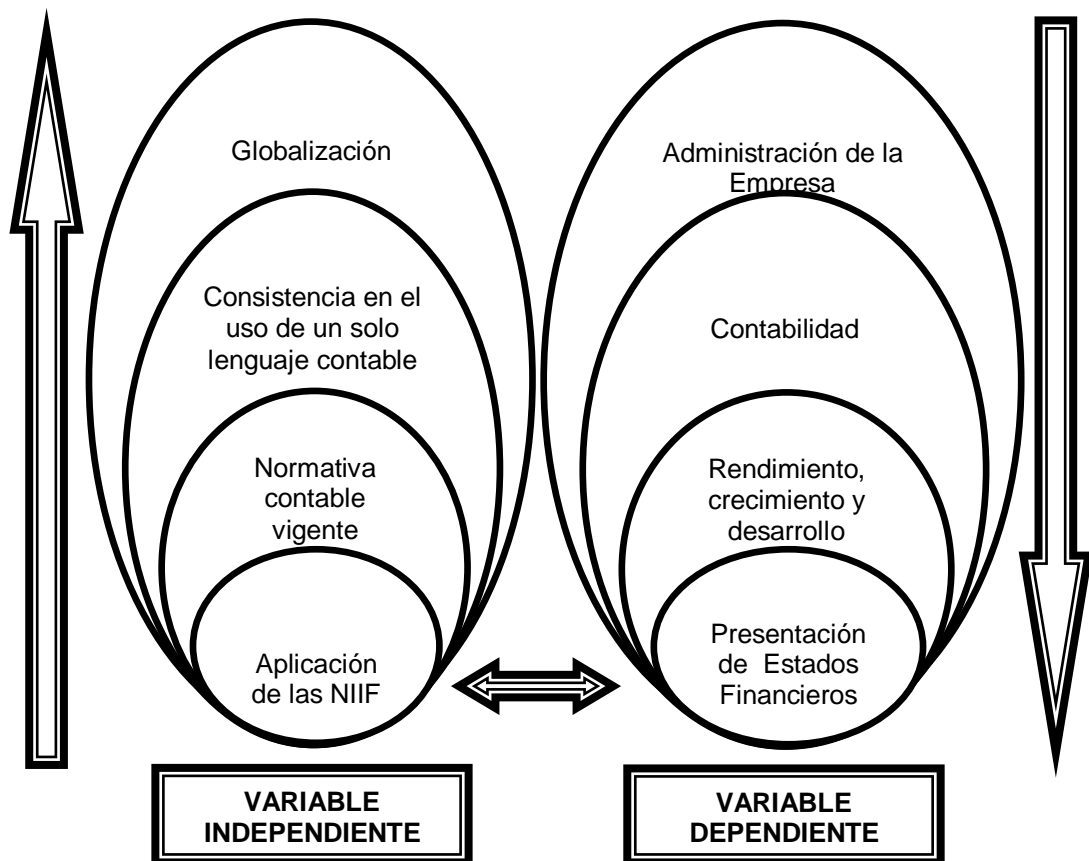 Globalización
Consistencia en el
uso de un solo
lenguaje contable
Normativa
contable
vigente
Aplicación
de las NIIF
VARIABLE
INDEPENDIENTE
Administración de la
Empresa
Contabilidad
Rendimiento,
crecimiento y
desarrollo
Presentación
de Estados
Financieros
VARIABLE
DEPENDIENTE